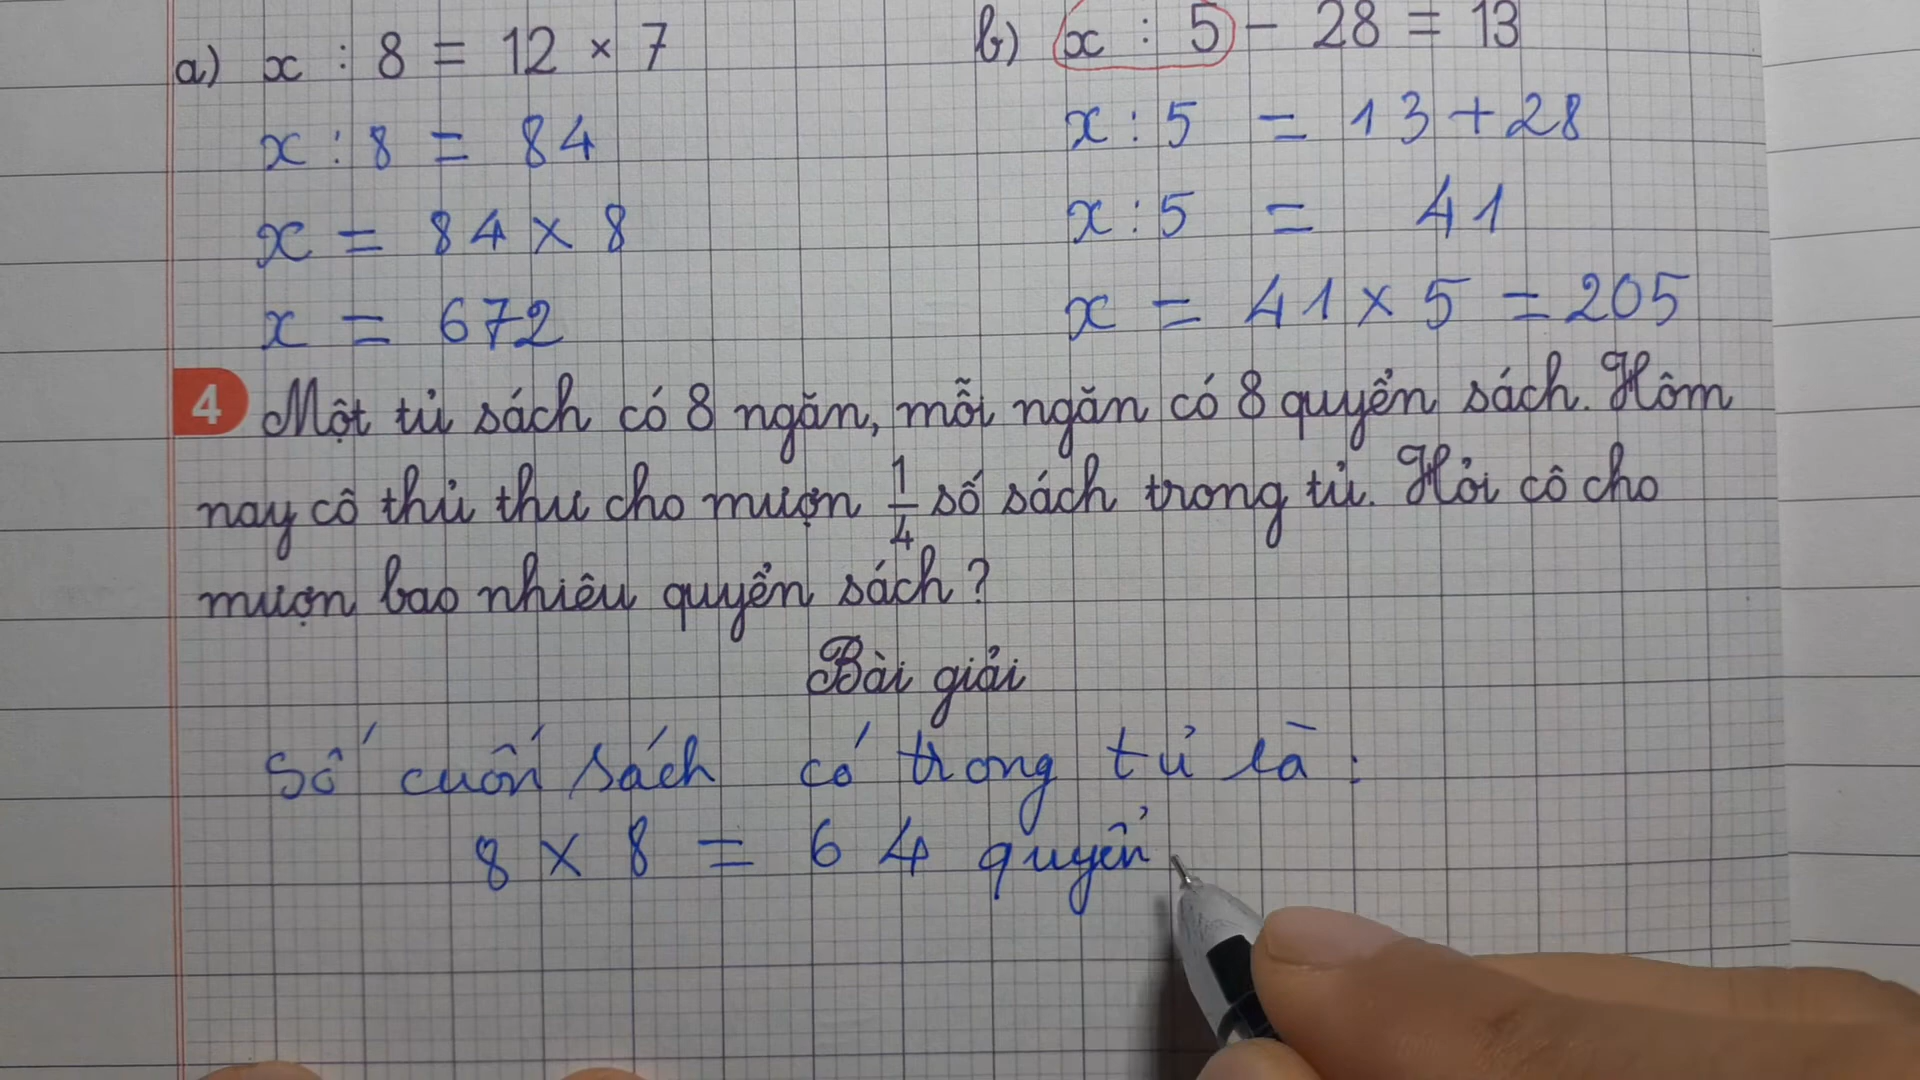 a) x : 8 = 12 × 7
x : 8 = 84
x = 84 × 8
x = 672
b) x : 5 - 28 = 13
x : 5 = 13 + 28
x : 5 = 41
x = 41 × 5 = 205
4 Một tủ sách có 8 ngăn, mỗi ngăn có 8 quyển sách. Hôm
nay cô thủ thư cho mượn 1/4 số sách trong tủ. Hỏi cô cho
mượn bao nhiêu quyển sách?
Bài giải
Số cuốn sách có trong tủ là :
8 × 8 = 64 quyển